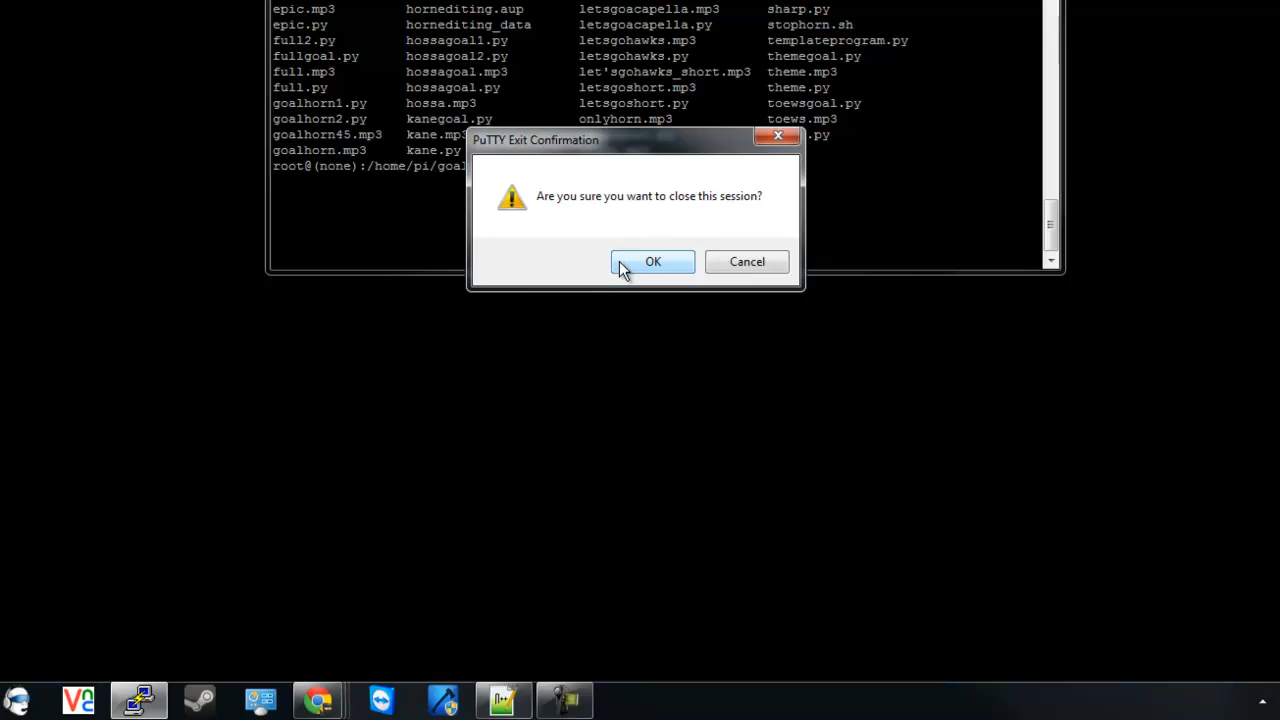 epic.mp3 hornediting.aup letsgoacapella.mp3 sharp.py
epic.py hornediting_data letsgoacapella.py stophorn.sh
full2.py hossagoal1.py letsgohawks.mp3 templateprogram.py
fullgoal.py hossagoal2.py letsgohawks.py themegoal.py
full.mp3 hossagoal.mp3 let'sgohawks_short.mp3 theme.mp3
full.py hossagoal.py letsgoshort.mp3 theme.py
goalhorn1.py hossa.mp3 letsgoshort.py toewsgoal.py
goalhorn2.py kanegoal.py onlyhorn.mp3 toews.mp3
goalhorn45.mp3 kane.mp3 .py
goalhorn.mp3 kane.py
root@(none):/home/pi/goal
PuTTY Exit Confirmation
Are you sure you want to close this session?
OK Cancel